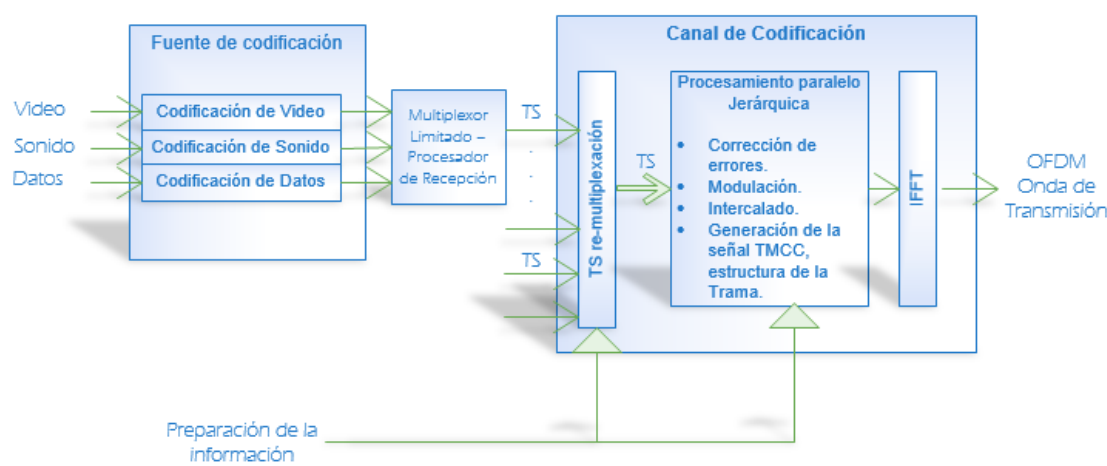 Fuente de codificación
Video
Sonido
Datos
Codificación de Video
Codificación de Sonido
Codificación de Datos
Multiplexor
Limitado –
Procesador
de Recepción
TS
TS
Canal de Codificación
TS re-multiplexación
TS
Procesamiento paralelo
Jerárquica
• Corrección de
errores.
• Modulación.
• Intercalado.
• Generación de la
señal TMCC,
estructura de la
Trama.
IFFT
OFDM
Onda de
Transmisión
Preparación de la
información